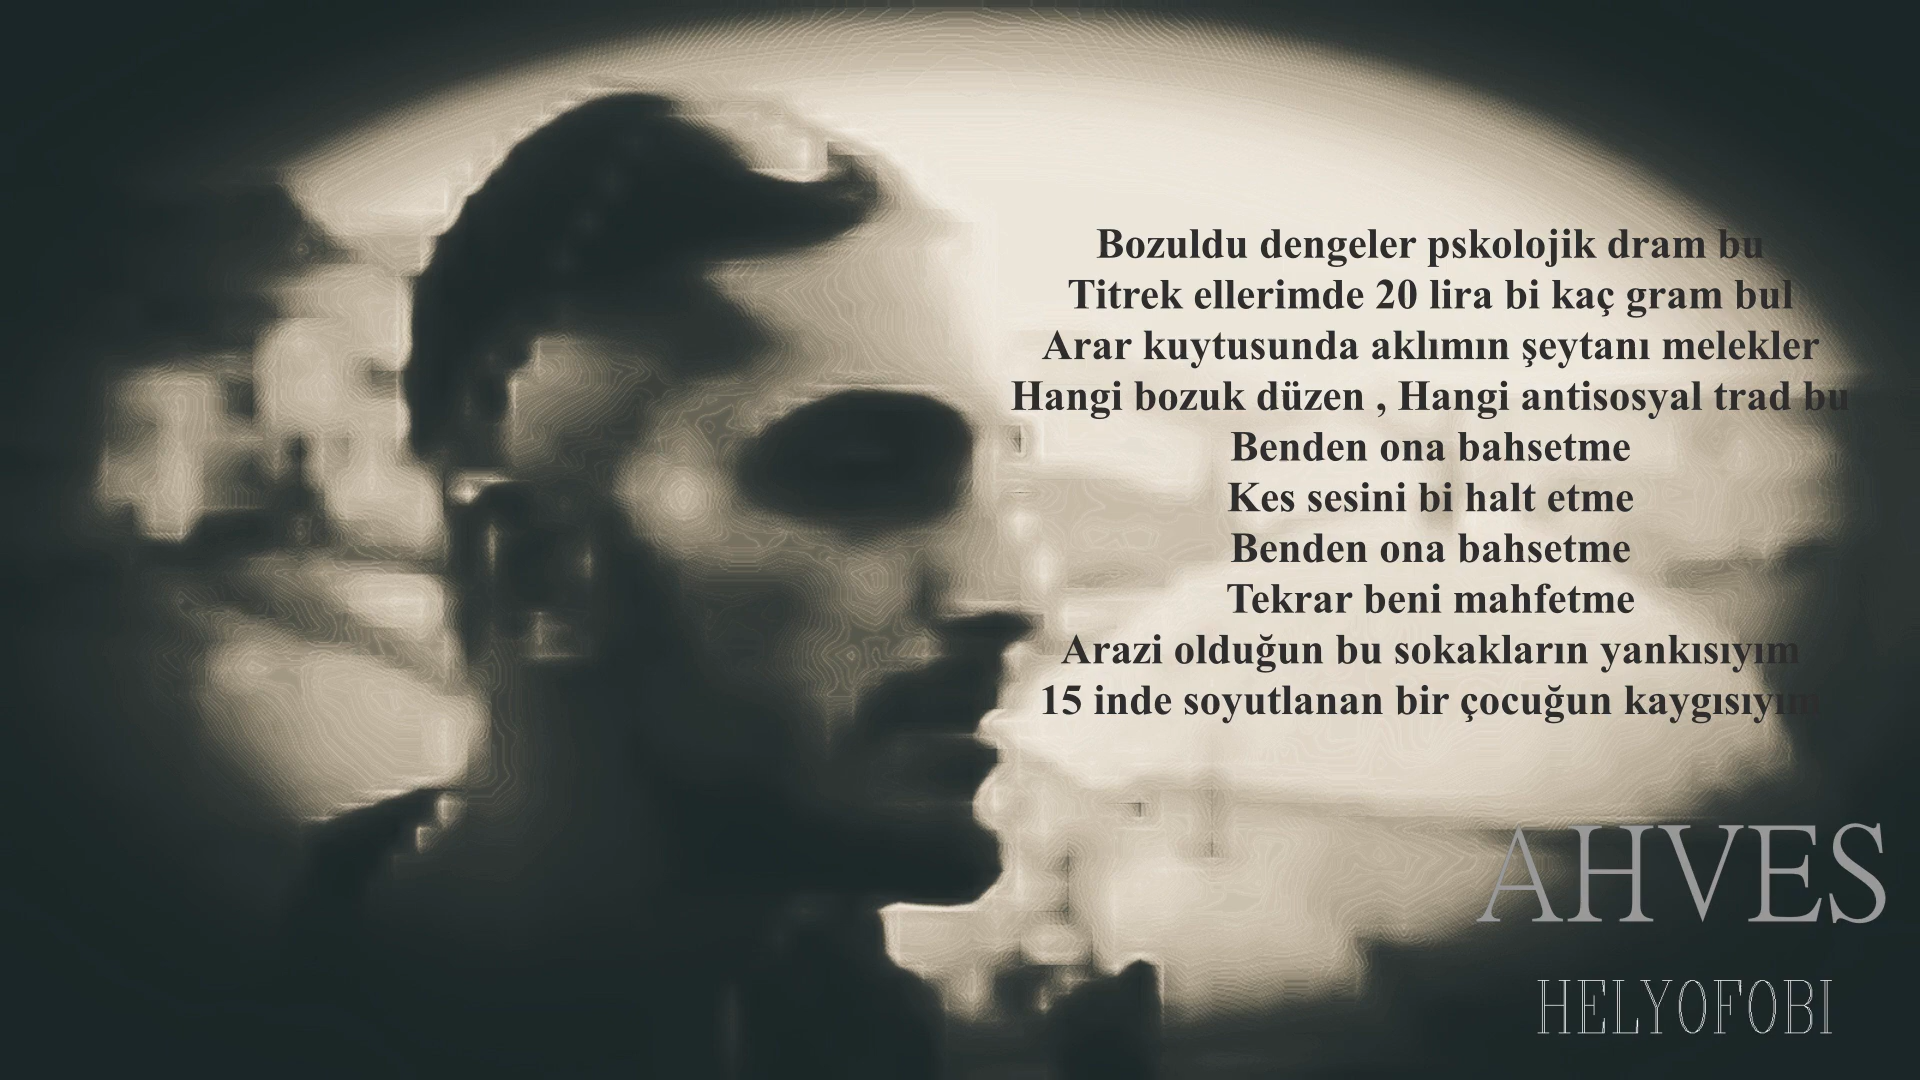 Bozuldu dengeler pskolojik dram bu
Titrek ellerimde 20 lira bi kaç gram bul
Arar kuytusunda aklımın şeytanı melekler
Hangi bozuk düzen , Hangi antisosyal trad bu
Benden ona bahsetme
Kes sesini bi halt etme
Benden ona bahsetme
Tekrar beni mahfetme
Arazi olduğun bu sokakların yankısıyım
15 inde soyutlanan bir çocuğun kaygısıyım
AHVES
HELYOFOBI